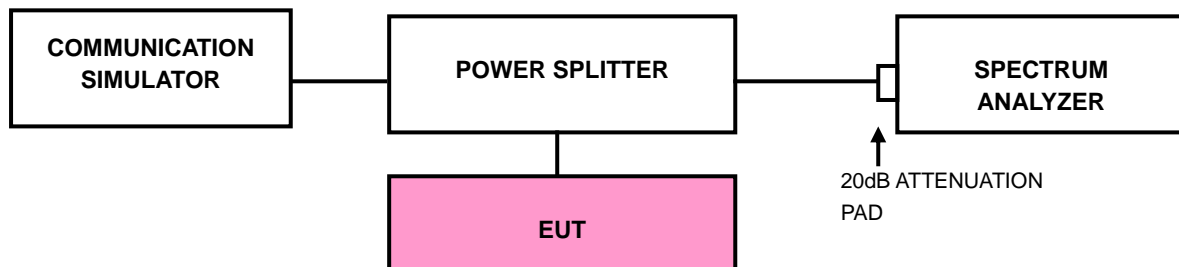 COMMUNICATION
SIMULATOR
POWER SPLITTER
SPECTRUM
ANALYZER
20dB ATTENUATION
PAD
EUT